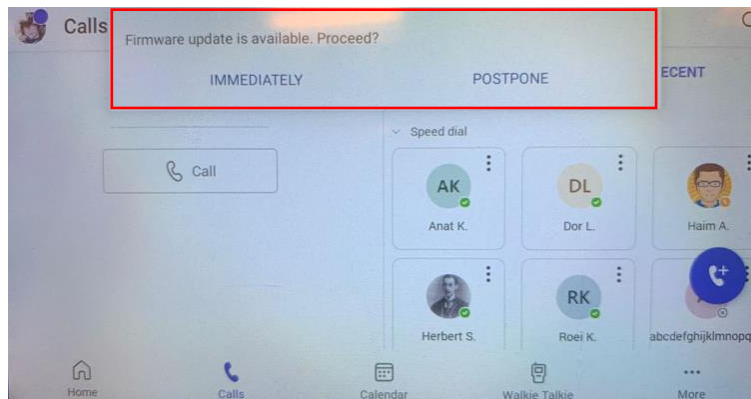 Calls
Firmware update is available. Proceed?
IMMEDIATELY
POSTPONE
ECENT
Speed dial
Call
AK
Anat K.
DL
Dor L.
Haim A.
Herbert S.
RK
Roei K.
abcdefghijklmnopq
Home
Calls
Calendar
Walkie Talkie
More